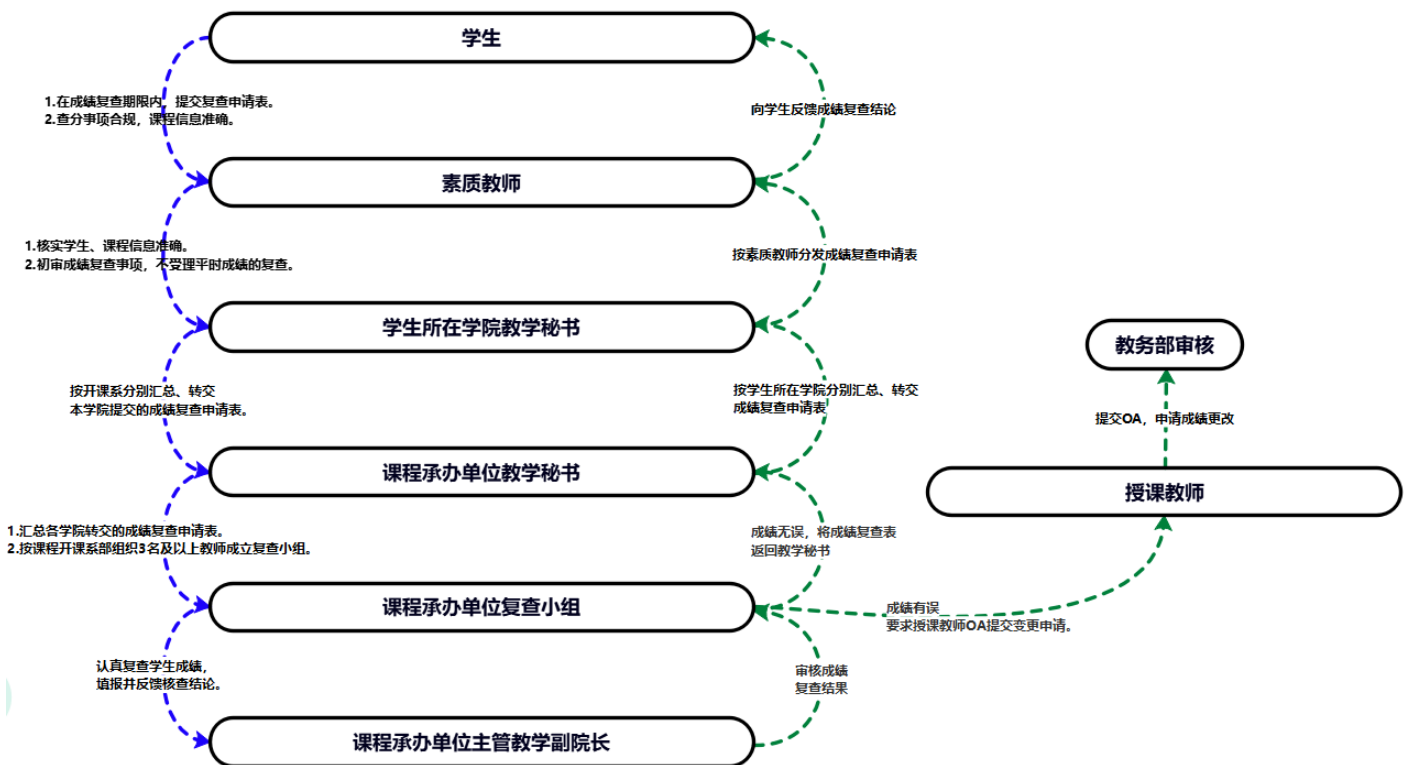 学生
1.在成绩复查期限内，提交复查申请表。
2.查分事项合规，课程信息准确。
向学生反馈成绩复查结论
素质教师
1.核实学生、课程信息准确。
2.初审成绩复查事项，不受理平时成绩的复查。
按素质教师分发成绩复查申请表
学生所在学院教学秘书
教务部审核
按开课系分别汇总、转交
本学院提交的成绩复查申请表。
按学生所在学院分别汇总、转交
成绩复查申请表
提交OA，申请成绩更改
课程承办单位教学秘书
授课教师
1.汇总各学院转交的成绩复查申请表。
2.按课程开课系部组织3名及以上教师成立复查小组。
成绩无误，将成绩复查表
返回教学秘书
课程承办单位复查小组
成绩有误
要求授课教师OA提交变更申请。
认真复查学生成绩，
填报并反馈核查结论。
审核成绩
复查结果
课程承办单位主管教学副院长